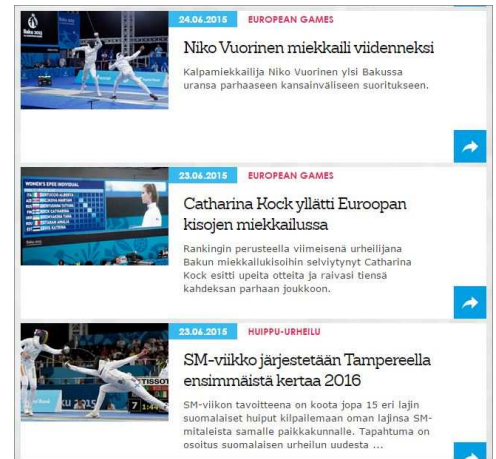 24.06.2015 EUROPEAN GAMES
Niko Vuorinen miekkaili viidenneksi
Kalpamiekkailija Niko Vuorinen ylsi Bakussa
uransa parhaaseen kansainväliseen suoritukseen.
23.06.2015 EUROPEAN GAMES
Catharina Kock yllätti Euroopan
kisojen miekkailussa
Rankingin perusteella viimeisenä urheilijana
Bakun miekkailukisoihin selviytynyt Catharina
Kock esitti upeita otteita ja raivasi tiensä
kahdeksan parhaan joukkoon.
WOMEN'S EPEE INDIVIDUAL
23.06.2015 HUIPPU-URHEILU
SM-viikko järjestetään Tampereella
ensimmäistä kertaa 2016
SM-viikon tavoitteena on koota jopa 15 eri lajin
suomalaiset huiput kilpailemaan oman lajinsa SM-
mitaleista samalle paikkakunnalle. Tapahtuma on
osoitus suomalaisen urheilun uudesta ...
TISSOT